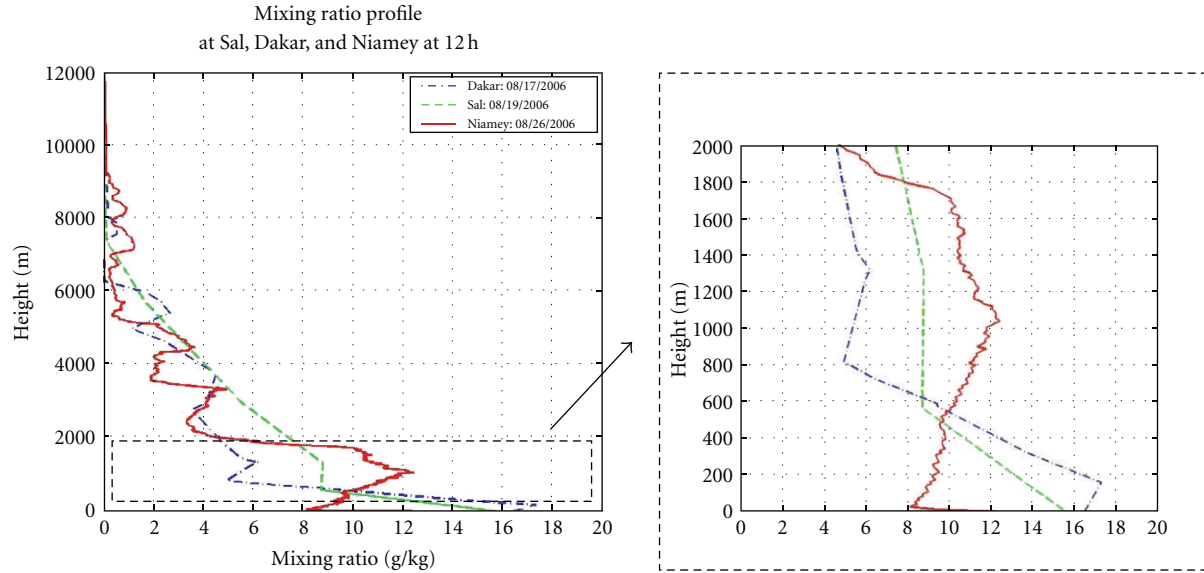 Mixing ratio profile
at Sal, Dakar, and Niamey at 12 h
12000
10000
8000
6000
4000
2000
0
Height (m)
0 2 4 6 8 10 12 14 16 18 20
Mixing ratio (g/kg)
Dakar: 08/17/2006
Sal: 08/19/2006
Niamey: 08/26/2006
2000
1800
1600
1400
1200
1000
800
600
400
200
0
Height (m)
0 2 4 6 8 10 12 14 16 18 20